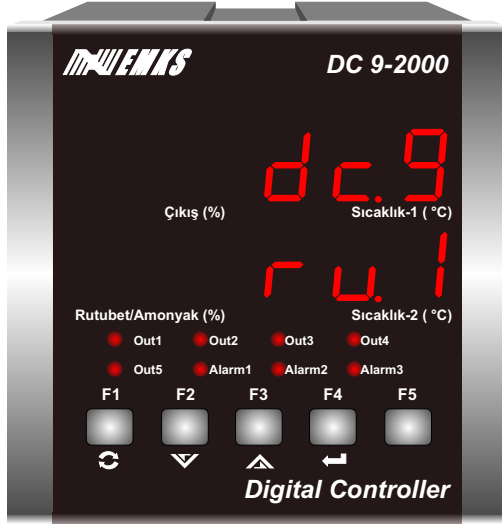 EMKS DC 9-2000
dc.9
Çıkış (%) Sıcaklık-1 ( °C)
ru.1
Rutubet/Amonyak (%) Sıcaklık-2 ( °C)
Out1 Out2 Out3 Out4
Out5 Alarm1 Alarm2 Alarm3
F1 F2 F3 F4 F5
Digital Controller